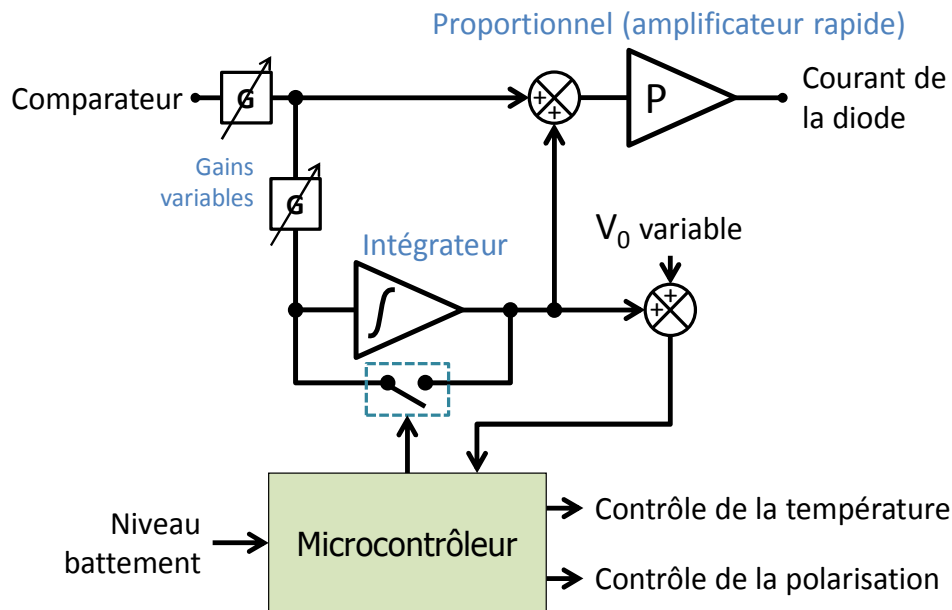 Proportionnel (amplificateur rapide)
Comparateur
G
P
Courant de
la diode
Gains
variables
G
Intégrateur
∫
V₀ variable
+
+
+
+
Niveau
battement
Microcontrôleur
Contrôle de la température
Contrôle de la polarisation